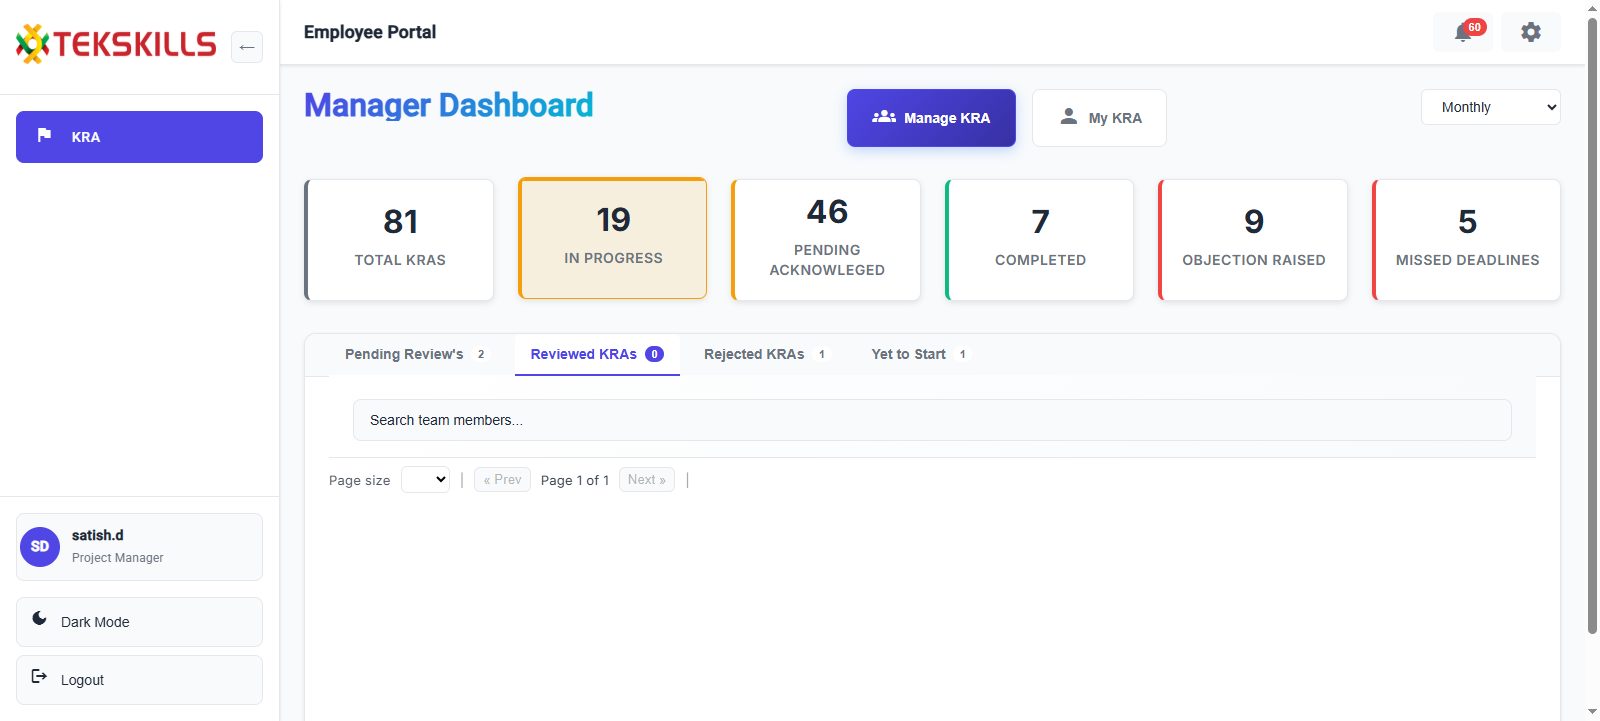 TEKSKILLS
←
Employee Portal
60
KRA
Manager Dashboard
Manage KRA
My KRA
Monthly
81
TOTAL KRAS
19
IN PROGRESS
46
PENDING
ACKNOWLEGED
7
COMPLETED
9
OBJECTION RAISED
5
MISSED DEADLINES
Pending Review's 2
Reviewed KRAs 0
Rejected KRAs 1
Yet to Start 1
Search team members...
Page size | « Prev Page 1 of 1 Next » |
SD
satish.d
Project Manager
Dark Mode
Logout